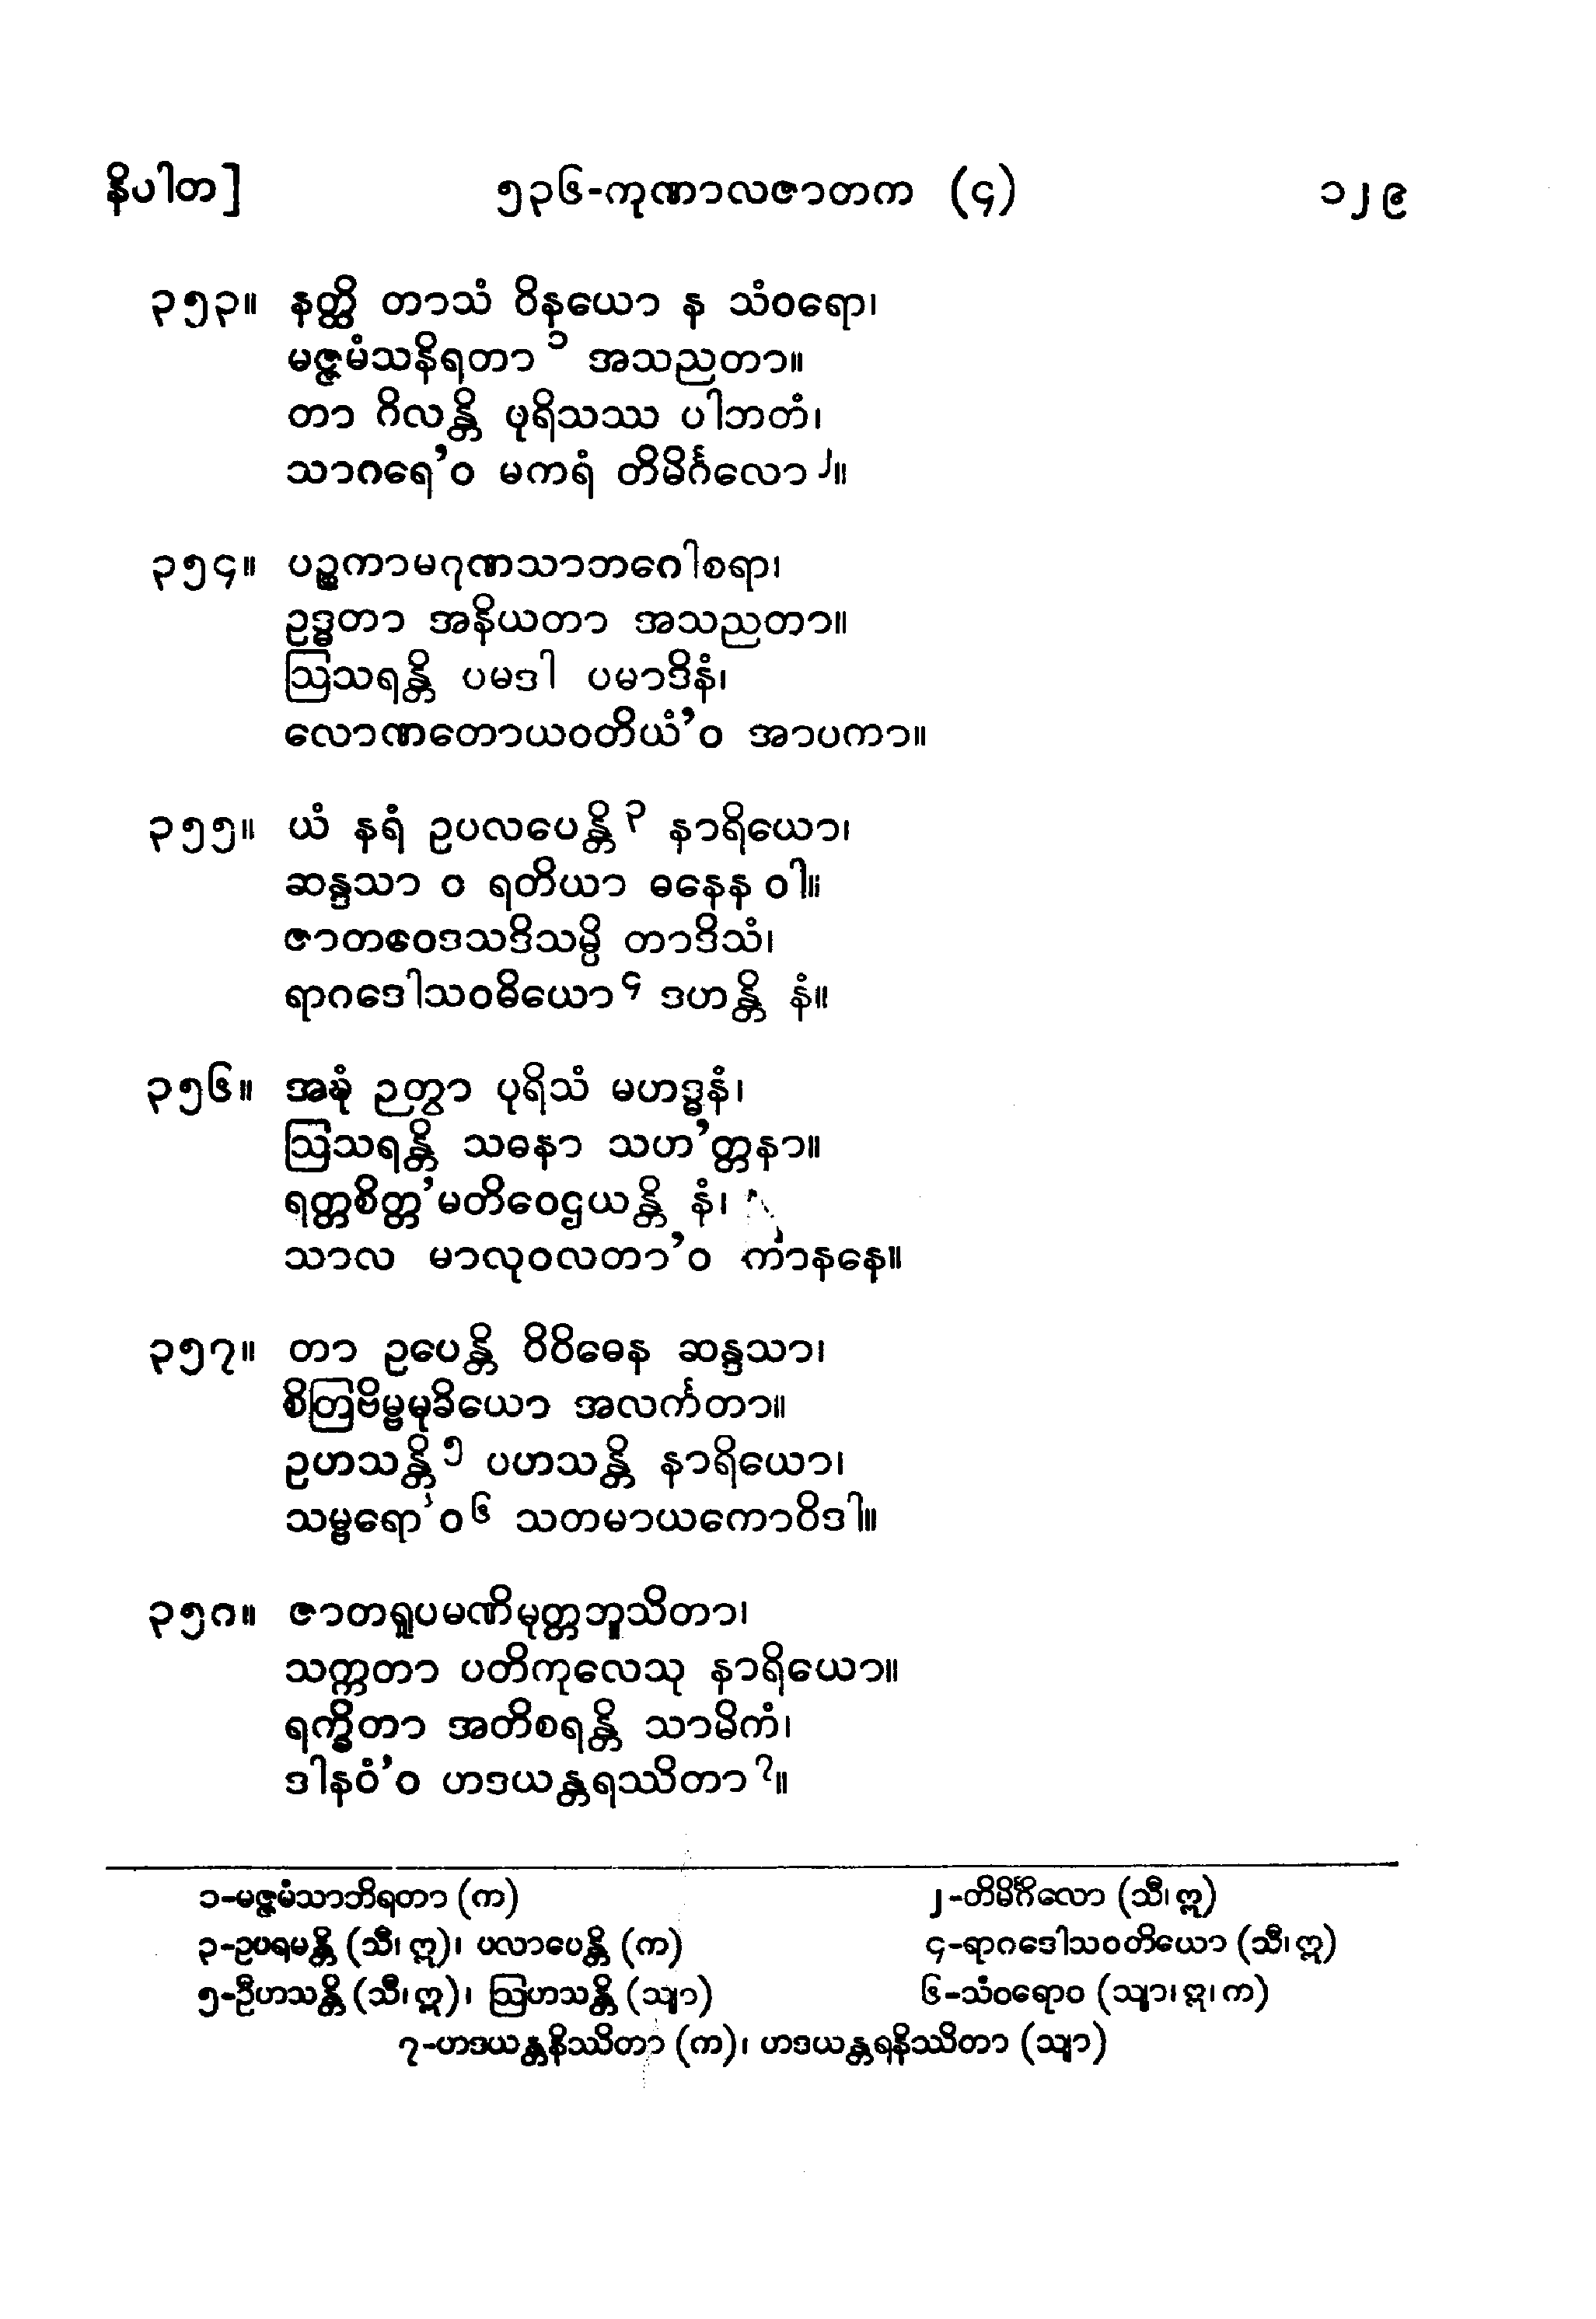 နိပါတ] ၅၃၆-ကုဏာလဇာတက (၄) ၁၂၉
၃၅၃။ နတ္ထိ တာသံ ဝိနယော န သံဝရော၊
မဇ္ဇမံသနိရတာ ၁ အသညတာ။
တာ ဂိလန္တိ ဖုရိသဿ ပါဘတံ၊
သာဂရေ’ဝ မကရံ တိမိင်္ဂလော ၂။
၃၅၄။ ပဉ္စကာမဂုဏသာဘဂေါစရာ၊
ဥဒ္ဓတာ အနိယတာ အသညတာ။
ဩသရန္တိ ပမဒါ ပမာဒိနံ၊
လောဏတောယဝတိယံ’ဝ အာပကာ။
၃၅၅။ ယံ နရံ ဥပလပေန္တိ ၃ နာရိယော၊
ဆန္ဒသာ ဝ ရတိယာ ဓနေန ဝါ။
ဇာတဝေဒသဒိသမ္ပိ တာဒိသံ၊
ရာဂဒေါသဝဓိယော ၄ ဒဟန္တိ နံ။
၃၅၆။ အဍ္ဎံ ဉတွာ ပုရိသံ မဟဒ္ဓနံ၊
ဩသရန္တိ သဓနာ သဟ’တ္တနာ။
ရတ္တစိတ္တ’မတိဝေဌယန္တိ နံ၊
သာလ မာလုဝလတာ’ဝ ကာနနေ။
၃၅၇။ တာ ဥပေန္တိ ဝိဝိဓေန ဆန္ဒသာ၊
စိတြဗိမ္ဗမုခိယော အလင်္ကတာ။
ဥဟသန္တိ ၅ ပဟသန္တိ နာရိယော၊
သမ္ဗရော’ဝ ၆ သတမာယကောဝိဒါ။
၃၅၈။ ဇာတရူပမဏိမုတ္တဘူသိတာ၊
သက္ကတာ ပတိကုလေသု နာရိယော။
ရက္ခိတာ အတိစရန္တိ သာမိကံ၊
ဒါနဝံ’ဝ ဟဒယန္တရဿိတာ ၇။
၁-မဇ္ဇမံသာဘိရတာ (က) ၂-တိမိင်္ဂိလော (သီ၊ ဣ)
၃-ဥပရမန္တိ (သီ၊ ဣ)၊ ပလာပေန္တိ (က) ၄-ရာဂဒေါသဝတိယော (သီ၊ ဣ)
၅-ဦဟသန္တိ (သီ၊ ဣ)၊ ဩဟသန္တိ (သျာ) ၆-သံဝရောဝ (သျာ၊ ဣ၊ က)
၇-ဟဒယန္တနိဿိတာ (က)၊ ဟဒယန္တရနိဿိတာ (သျာ)